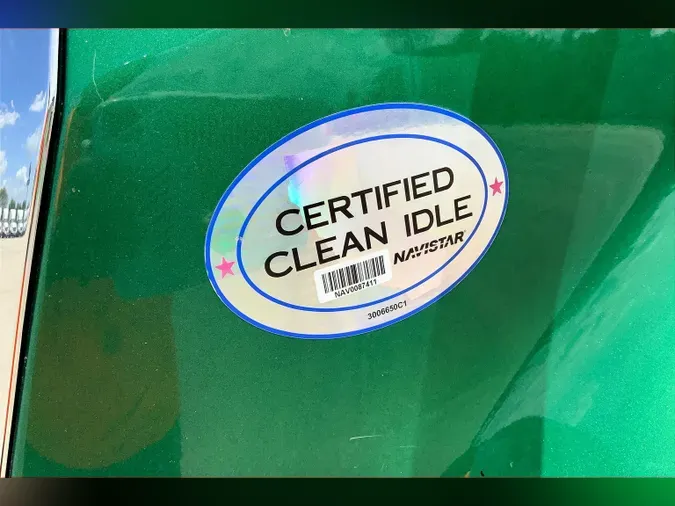 CERTIFIED
CLEAN IDLE
NAVISTAR
NAV0087411
3006650C1